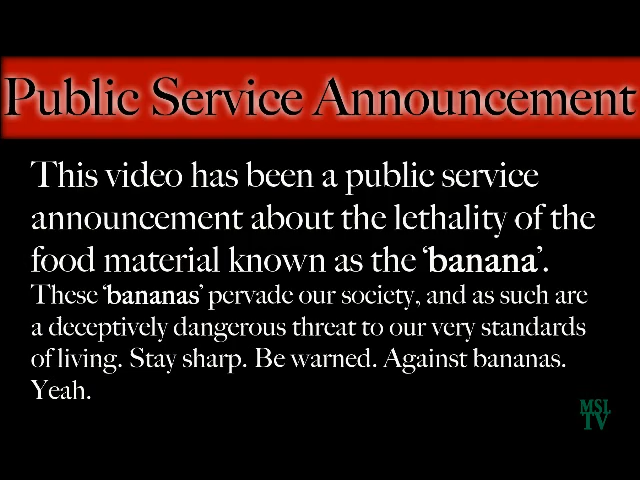 Public Service Announcement
This video has been a public service
announcement about the lethality of the
food material known as the ‘banana’.
These ‘bananas’ pervade our society, and as such are
a deceptively dangerous threat to our very standards
of living. Stay sharp. Be warned. Against bananas.
Yeah.
MSL
TV